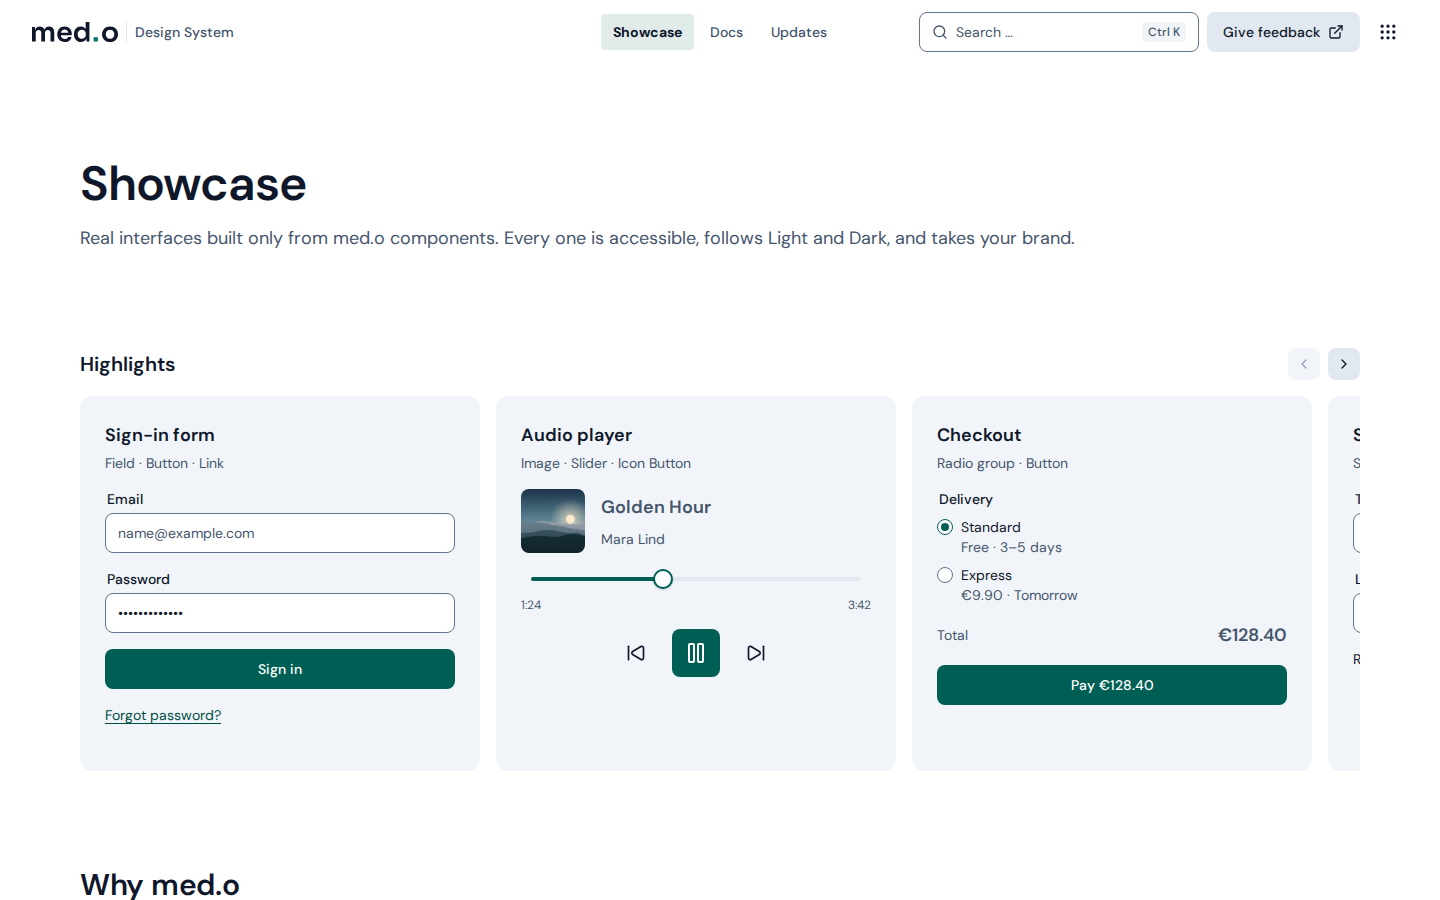 med.o Design System Showcase Docs Updates Search ... Ctrl K Give feedback
Showcase
Real interfaces built only from med.o components. Every one is accessible, follows Light and Dark, and takes your brand.
Highlights
Sign-in form
Field · Button · Link
Email
name@example.com
Password
•••••••••••••
Sign in
Forgot password?
Audio player
Image · Slider · Icon Button
Golden Hour
Mara Lind
1:24 3:42
Checkout
Radio group · Button
Delivery
Standard
Free · 3–5 days
Express
€9.90 · Tomorrow
Total €128.40
Pay €128.40
Why med.o